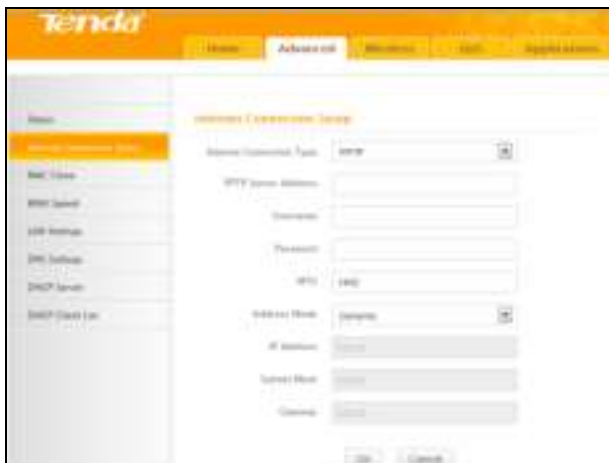 Tenda
Home Advanced Wireless QoS Applications
Status
Internet Connection Setup
Internet Connection Setup
Internet Connection Type: PPTP
MAC Clone
PPTP Server Address:
WAN Speed
Username:
LAN Settings
Password:
DNS Settings
MTU:
DHCP Server
DHCP Client List
Address Mode: Dynamic
IP Address:
Subnet Mask:
Gateway:
Ok Cancel